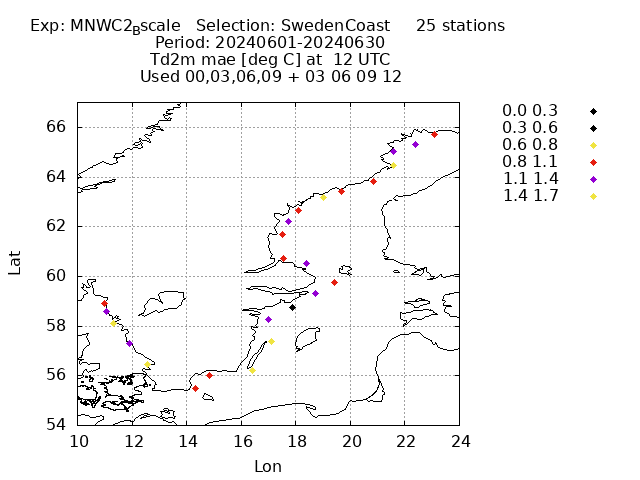 Exp: MNWC2_Bscale   Selection: SwedenCoast     25 stations
Period: 20240601-20240630
Td2m mae [deg C] at  12 UTC
Used 00,03,06,09 + 03 06 09 12
0.0 0.3
0.3 0.6
0.6 0.8
0.8 1.1
1.1 1.4
1.4 1.7
66
64
62
60
58
56
54
Lat
10 12 14 16 18 20 22 24
Lon